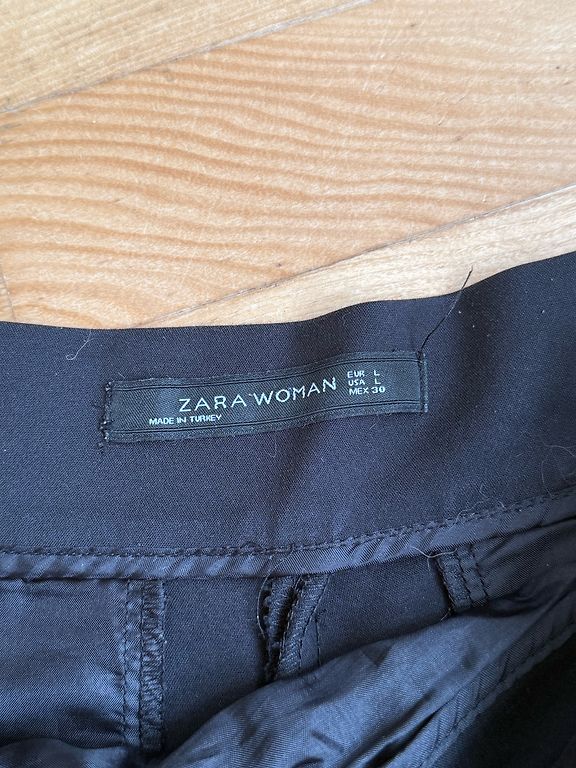 ZARA WOMAN
MADE IN TURKEY
EUR L
USA L
MEX 30